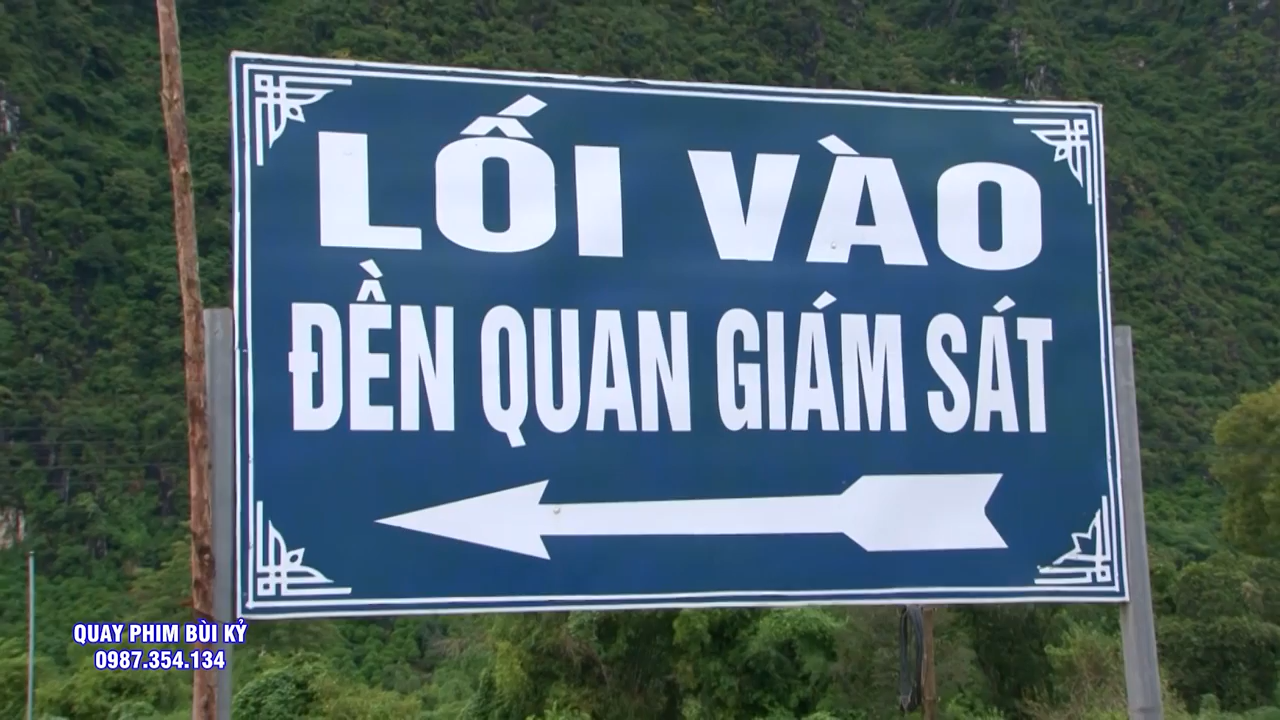 LỐI VÀO
ĐỀN QUAN GIÁM SÁT
QUAY PHIM BÙI KỶ
0987.354.134